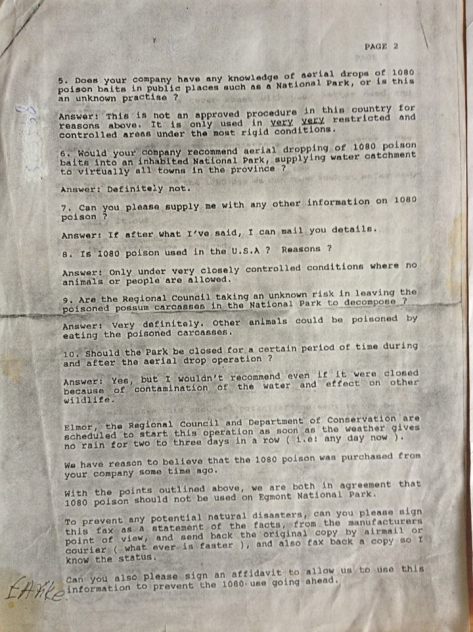 PAGE 2
5. Does your company have any knowledge of aerial drops of 1080
poison baits in public places such as a National Park, or is this
an unknown practise ?
Answer: This is not an approved procedure in this country for
reasons above. It is only used in very very restricted and
controlled areas under the most rigid conditions.
6. Would your company recommend aerial dropping of 1080 poison
baits into an inhabited National Park, supplying water catchment
to virtually all towns in the province ?
Answer: Definitely not.
7. Can you please supply me with any other information on 1080
poison ?
Answer: If after what I've said, I can mail you details.
8. Is 1080 poison used in the U.S.A ? Reasons ?
Answer: Only under very closely controlled conditions where no
animals or people are allowed.
9. Are the Regional Council taking an unknown risk in leaving the
poisoned possum carcasses in the National Park to decompose ?
Answer: Very definitely. Other animals could be poisoned by
eating the poisoned carcasses.
10. Should the Park be closed for a certain period of time during
and after the aerial drop operation ?
Answer: Yes, but I wouldn't recommend even if it were closed
because of contamination of the water and effect on other
wildlife.
Elmor, the Regional Council and Department of Conservation are
scheduled to start this operation as soon as the weather gives
no rain for two to three days in a row ( i.e: any day now ).
We have reason to believe that the 1080 poison was purchased from
your company some time ago.
With the points outlined above, we are both in agreement that
1080 poison should not be used on Egmont National Park.
To prevent any potential natural disasters, can you please sign
this fax as a statement of the facts, from the manufacturers
point of view, and send back the original copy by airmail or
courier ( what ever is faster ), and also fax back a copy so I
know the status.
Can you also please sign an affidavit to allow us to use this
information to prevent the 1080 use going ahead.